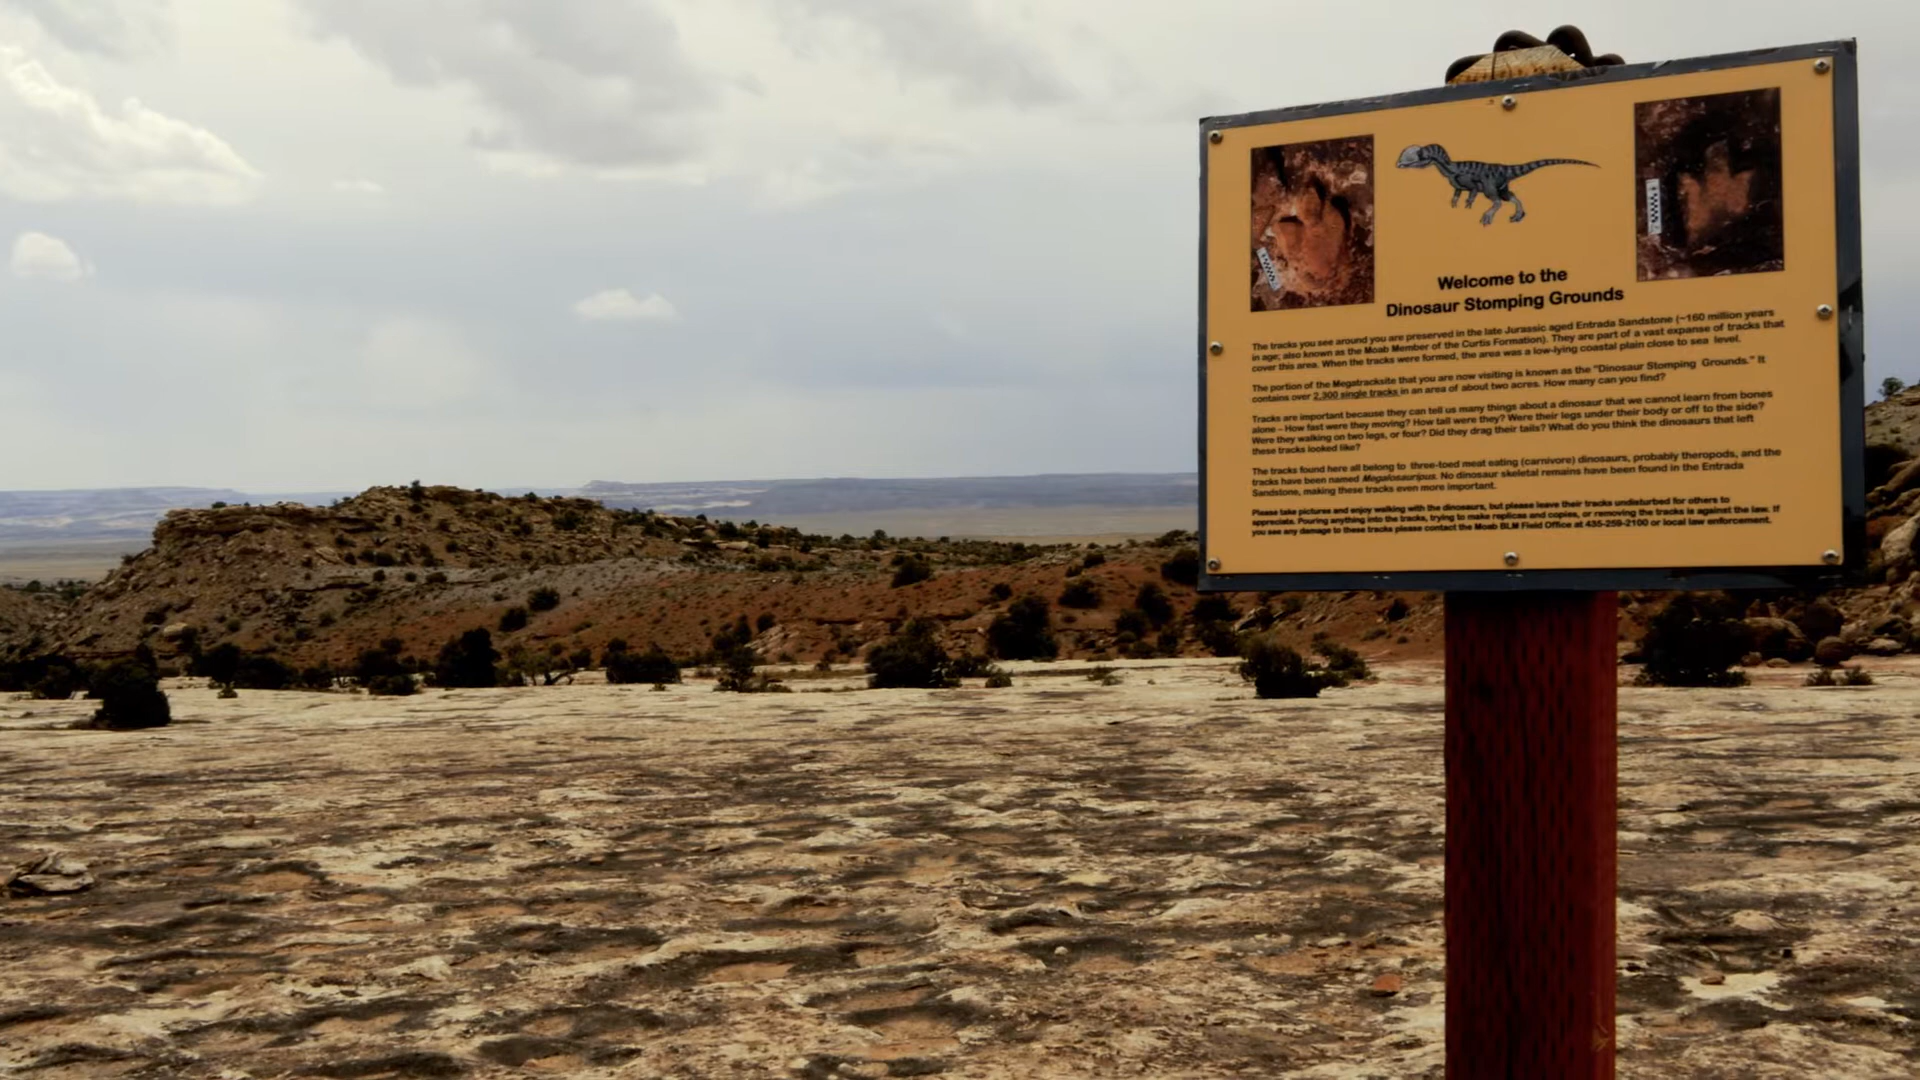 Welcome to the
Dinosaur Stomping Grounds
The tracks you see around you are preserved in the late Jurassic aged Entrada Sandstone (~160 million years
in age; also known as the Moab Member of the Curtis Formation). They are part of a vast expanse of tracks that
cover this area. When the tracks were formed, the area was a low-lying coastal plain close to sea level.
The portion of the Megatracksite that you are now visiting is known as the "Dinosaur Stomping Grounds." It
contains over 2,300 single tracks in an area of about two acres. How many can you find?
Tracks are important because they can tell us many things about a dinosaur that we cannot learn from bones
alone – How fast were they moving? How tall were they? Were their legs under their body or off to the side?
Were they walking on two legs, or four? Did they drag their tails? What do you think the dinosaurs that left
these tracks looked like?
The tracks found here all belong to three-toed meat eating (carnivore) dinosaurs, probably theropods, and the
tracks have been named Megalosauripus. No dinosaur skeletal remains have been found in the Entrada
Sandstone, making these tracks even more important.
Please take pictures and enjoy walking with the dinosaurs, but please leave their tracks undisturbed for others to
appreciate. Pouring anything into the tracks, trying to make replicas and copies, or removing the tracks is against the law. If
you see any damage to these tracks please contact the Moab BLM Field Office at 435-259-2100 or local law enforcement.